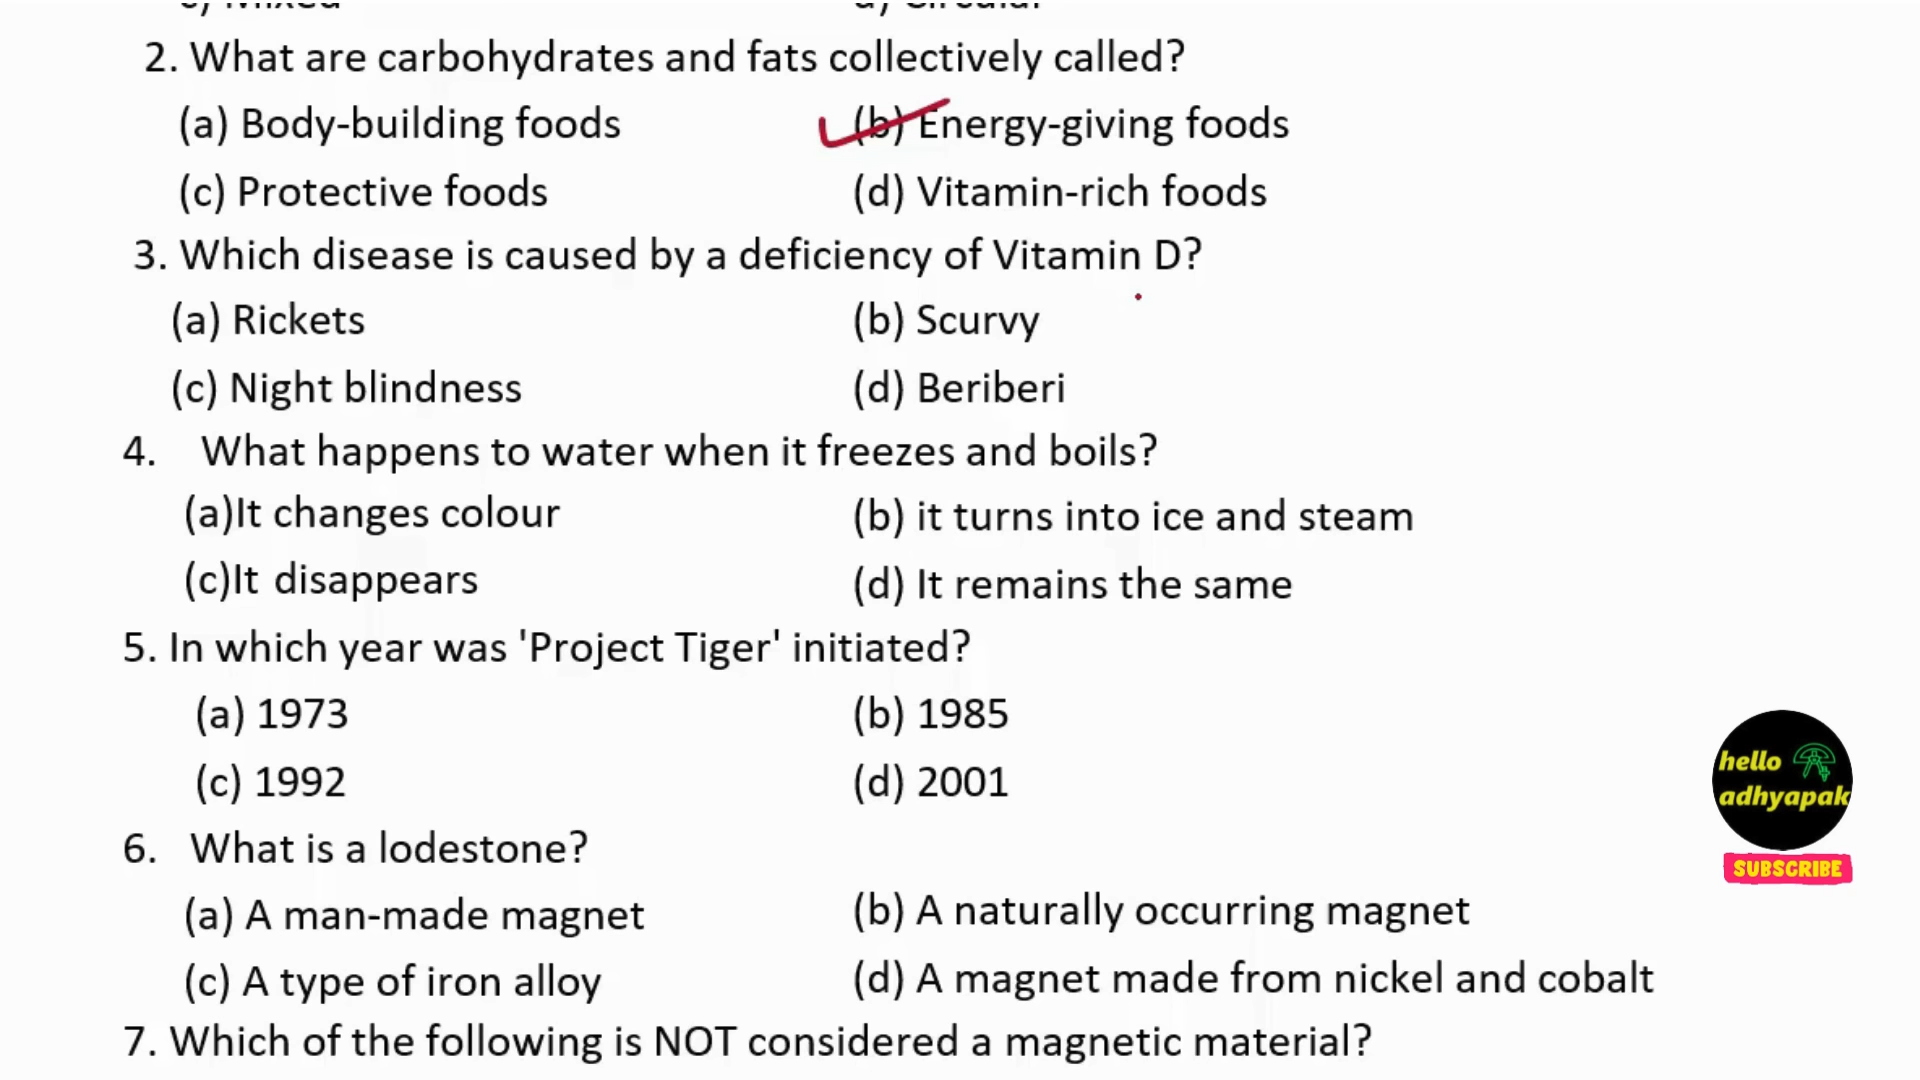 2. What are carbohydrates and fats collectively called?
(a) Body-building foods (b) Energy-giving foods
(c) Protective foods (d) Vitamin-rich foods
3. Which disease is caused by a deficiency of Vitamin D?
(a) Rickets (b) Scurvy
(c) Night blindness (d) Beriberi
4. What happens to water when it freezes and boils?
(a)It changes colour (b) it turns into ice and steam
(c)It disappears (d) It remains the same
5. In which year was 'Project Tiger' initiated?
(a) 1973 (b) 1985
(c) 1992 (d) 2001
6. What is a lodestone?
(a) A man-made magnet (b) A naturally occurring magnet
(c) A type of iron alloy (d) A magnet made from nickel and cobalt
7. Which of the following is NOT considered a magnetic material?
hello
adhyapak
SUBSCRIBE